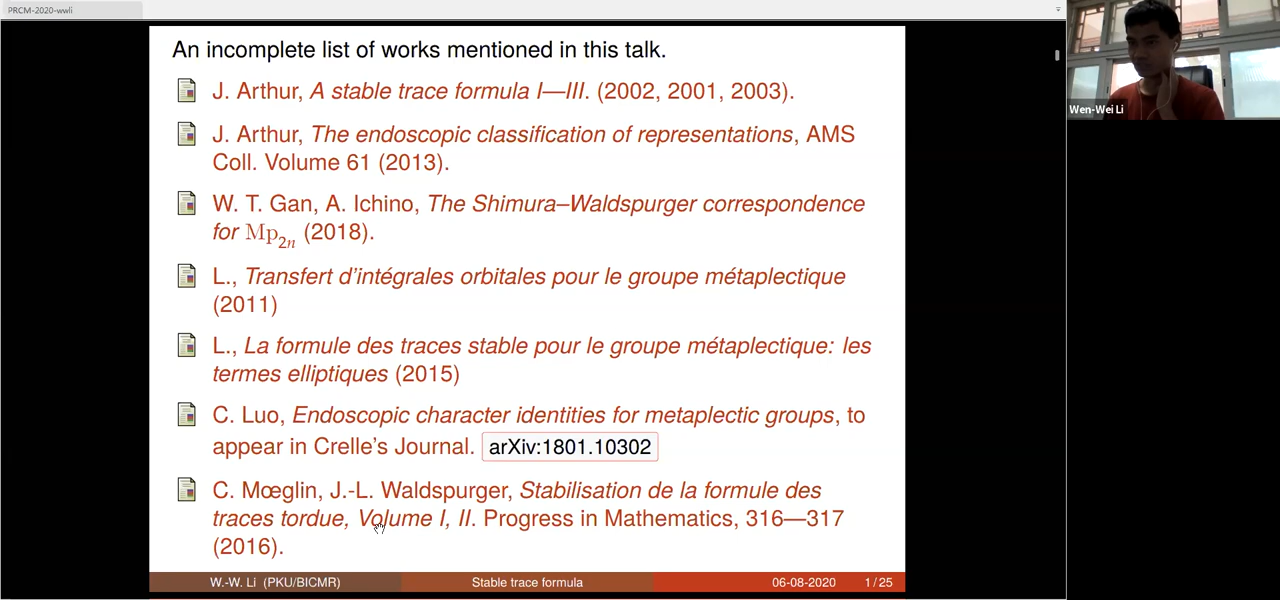 PRCM-2020-wwli
An incomplete list of works mentioned in this talk.
J. Arthur, A stable trace formula I—III. (2002, 2001, 2003).
J. Arthur, The endoscopic classification of representations, AMS
Coll. Volume 61 (2013).
W. T. Gan, A. Ichino, The Shimura–Waldspurger correspondence
for Mp2n (2018).
L., Transfert d'intégrales orbitales pour le groupe métaplectique
(2011)
L., La formule des traces stable pour le groupe métaplectique: les
termes elliptiques (2015)
C. Luo, Endoscopic character identities for metaplectic groups, to
appear in Crelle's Journal. arXiv:1801.10302
C. Mœglin, J.-L. Waldspurger, Stabilisation de la formule des
traces tordue, Volume I, II. Progress in Mathematics, 316—317
(2016).
W.-W. Li (PKU/BICMR) Stable trace formula 06-08-2020 1 / 25
Wen-Wei Li